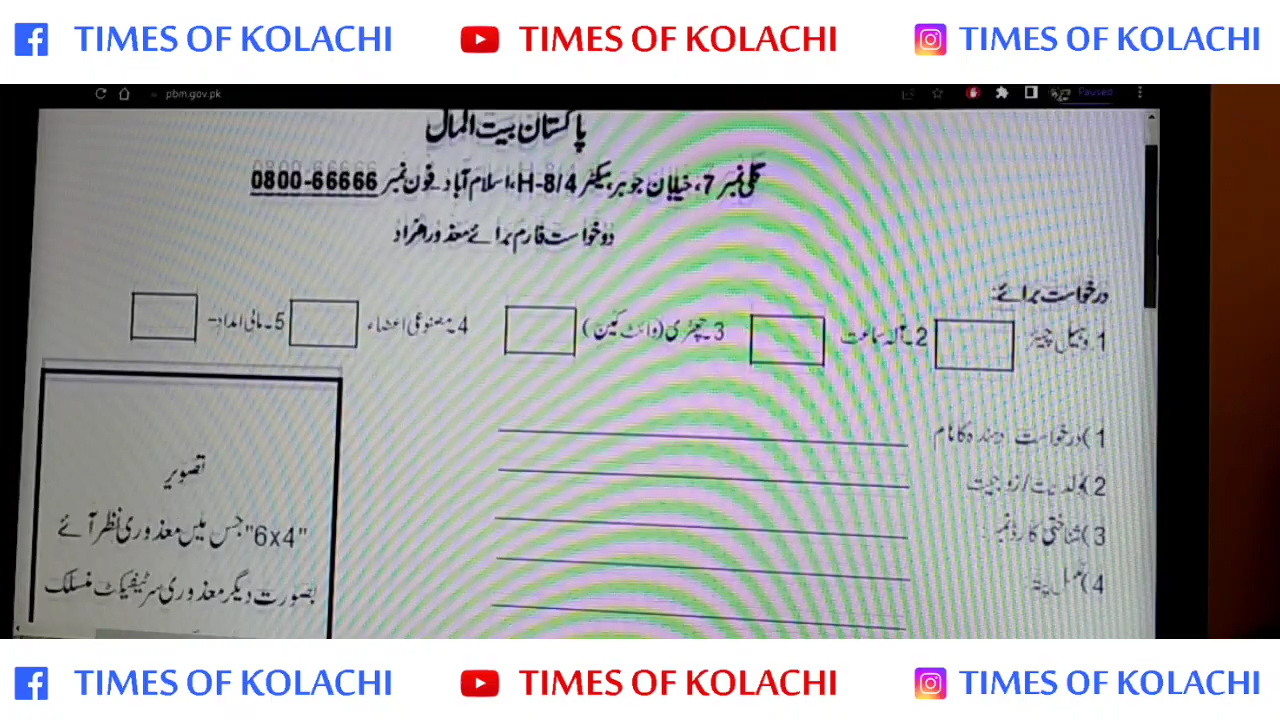 TIMES OF KOLACHI TIMES OF KOLACHI TIMES OF KOLACHI
pbm.gov.pk Paused
پاکستان بیت المال
گلی نمبر 7، خیابان جوہر، سیکٹر H-8/4، اسلام آباد۔ فون نمبر 0800-66666
درخواست فارم برائے معذور افراد
درخواست برائے:
1۔ وہیل چیئر 2۔ آلہ سماعت 3۔ چھڑی (وائٹ کین) 4۔ مصنوعی اعضاء، 5۔ مالی امداد۔
1) درخواست دہندہ کا نام
2) ولدیت/زوجیت
3) شناختی کارڈ نمبر:
4) مکمل پتہ:
تصویر
"6x4" جس میں معذوری نظر آئے
بصورت دیگر معذوری سرٹیفیکٹ منسلک
TIMES OF KOLACHI TIMES OF KOLACHI TIMES OF KOLACHI